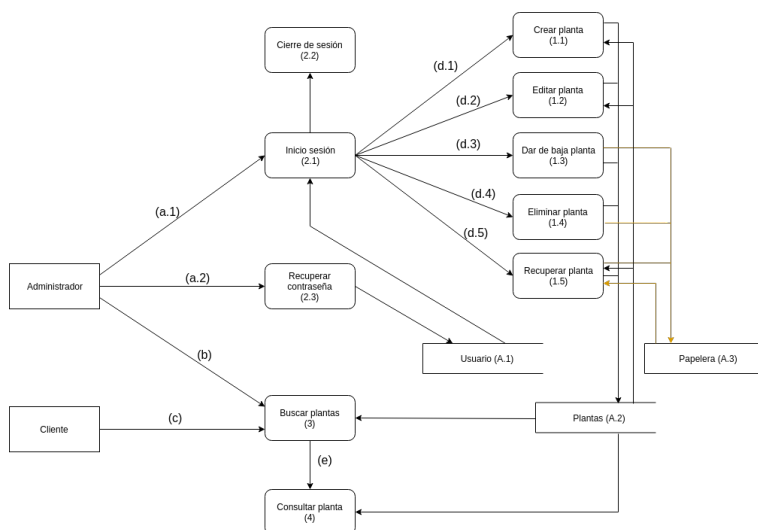 Crear planta
(1.1)
Cierre de sesión
(2.2)
(d.1)
(d.2)
Editar planta
(1.2)
Inicio sesión
(2.1)
(d.3)
Dar de baja planta
(1.3)
(d.4)
Eliminar planta
(1.4)
(a.1)
(d.5)
Recuperar planta
(1.5)
Administrador
(a.2)
Recuperar
contraseña
(2.3)
Usuario (A.1)
Papelera (A.3)
(b)
Buscar plantas
(3)
Cliente
(c)
Plantas (A.2)
(e)
Consultar planta
(4)